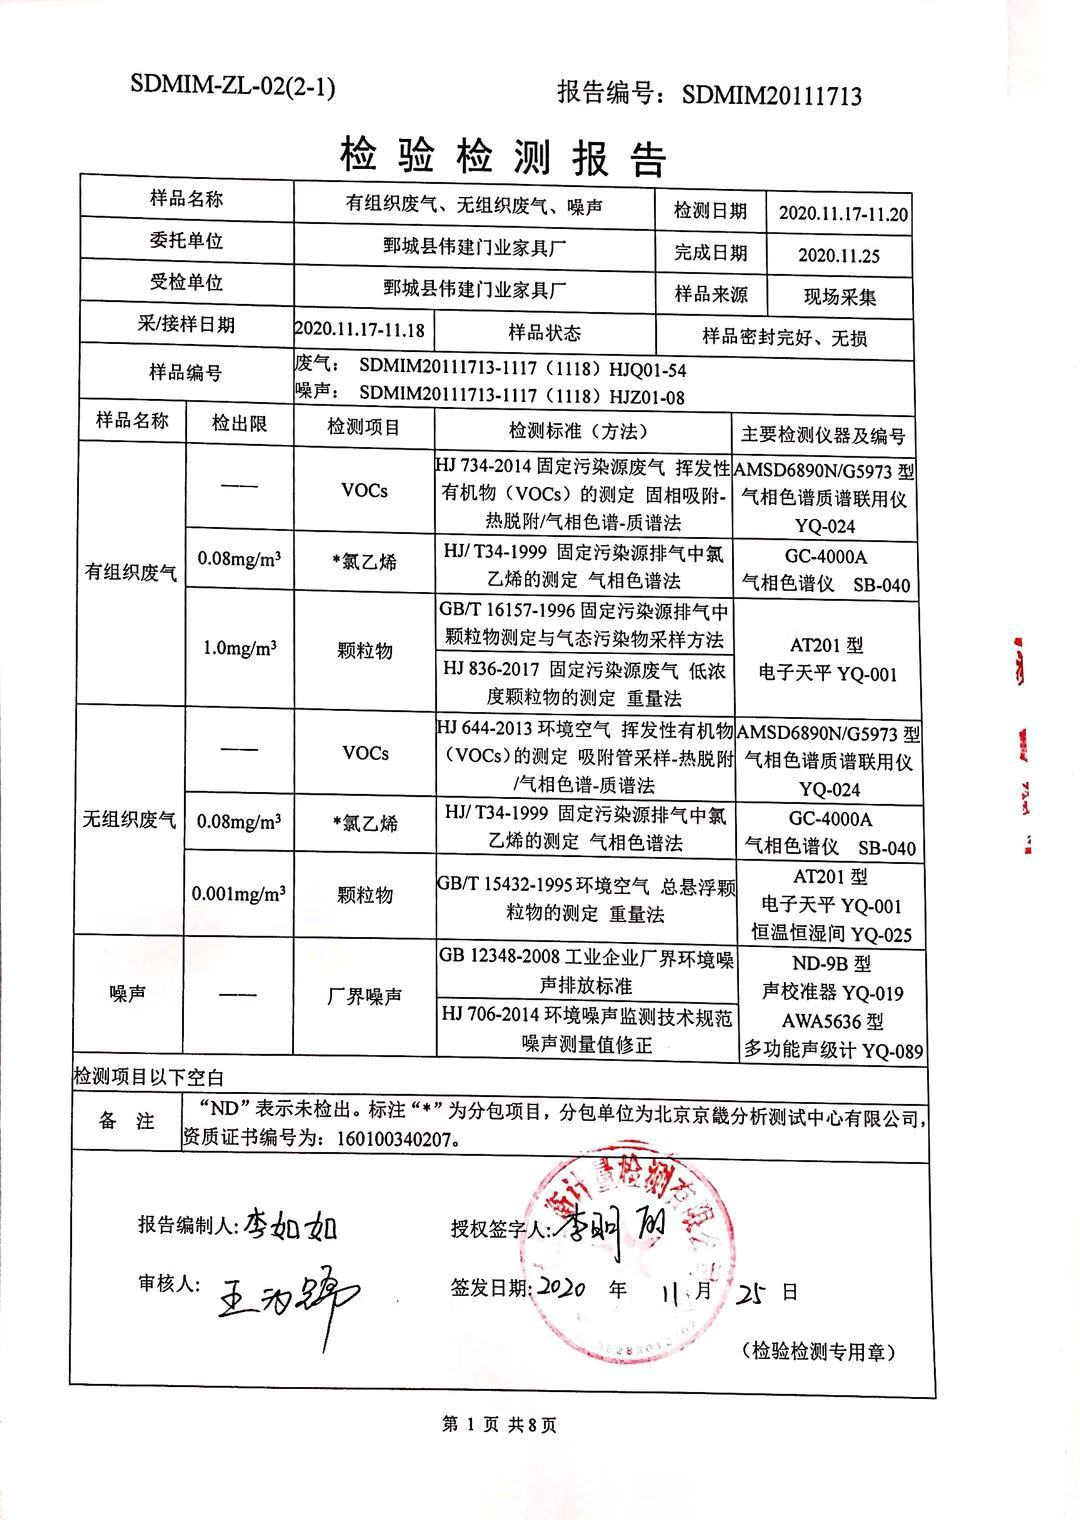 SDMIM-ZL-02(2-1)
报告编号：SDMIM20111713
检验检测报告
样品名称 有组织废气、无组织废气、噪声 检测日期 2020.11.17-11.20
委托单位 鄄城县伟建门业家具厂 完成日期 2020.11.25
受检单位 鄄城县伟建门业家具厂 样品来源 现场采集
采/接样日期 2020.11.17-11.18 样品状态 样品密封完好、无损
样品编号
废气： SDMIM20111713-1117（1118）HJQ01-54
噪声： SDMIM20111713-1117（1118）HJZ01-08
样品名称 检出限 检测项目 检测标准（方法） 主要检测仪器及编号
有组织废气
—— VOCs
HJ 734-2014 固定污染源废气 挥发性
有机物（VOCs）的测定 固相吸附-
热脱附/气相色谱-质谱法
AMSD6890N/G5973 型
气相色谱质谱联用仪
YQ-024
0.08mg/m³ *氯乙烯
HJ/ T34-1999 固定污染源排气中氯
乙烯的测定 气相色谱法
GC-4000A
气相色谱仪 SB-040
1.0mg/m³ 颗粒物
GB/T 16157-1996 固定污染源排气中
颗粒物测定与气态污染物采样方法
HJ 836-2017 固定污染源废气 低浓
度颗粒物的测定 重量法
AT201 型
电子天平 YQ-001
无组织废气
—— VOCs
HJ 644-2013 环境空气 挥发性有机物
（VOCs）的测定 吸附管采样-热脱附
/气相色谱-质谱法
AMSD6890N/G5973 型
气相色谱质谱联用仪
YQ-024
0.08mg/m³ *氯乙烯
HJ/ T34-1999 固定污染源排气中氯
乙烯的测定 气相色谱法
GC-4000A
气相色谱仪 SB-040
0.001mg/m³ 颗粒物
GB/T 15432-1995 环境空气 总悬浮颗
粒物的测定 重量法
AT201 型
电子天平 YQ-001
恒温恒湿间 YQ-025
噪声 —— 厂界噪声
GB 12348-2008 工业企业厂界环境噪
声排放标准
HJ 706-2014 环境噪声监测技术规范
噪声测量值修正
ND-9B 型
声校准器 YQ-019
AWA5636 型
多功能声级计 YQ-089
检测项目以下空白
备 注
“ND”表示未检出。标注“*”为分包项目，分包单位为北京京畿分析测试中心有限公司，
资质证书编号为：160100340207。
计量检测有限公司
报告编制人: 李如如 授权签字人: 李明
审核人: 签发日期: 2020 年 11 月 25 日
（检验检测专用章）
第 1 页 共8页